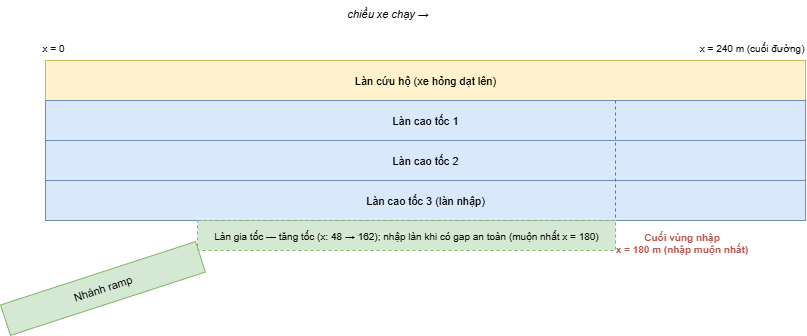 chiều xe chạy →
x = 0
x = 240 m (cuối đường)
Làn cứu hộ (xe hỏng dạt lên)
Làn cao tốc 1
Làn cao tốc 2
Làn cao tốc 3 (làn nhập)
Làn gia tốc — tăng tốc (x: 48 → 162); nhập làn khi có gap an toàn (muộn nhất x = 180)
Cuối vùng nhập
x = 180 m (nhập muộn nhất)
Nhánh ramp